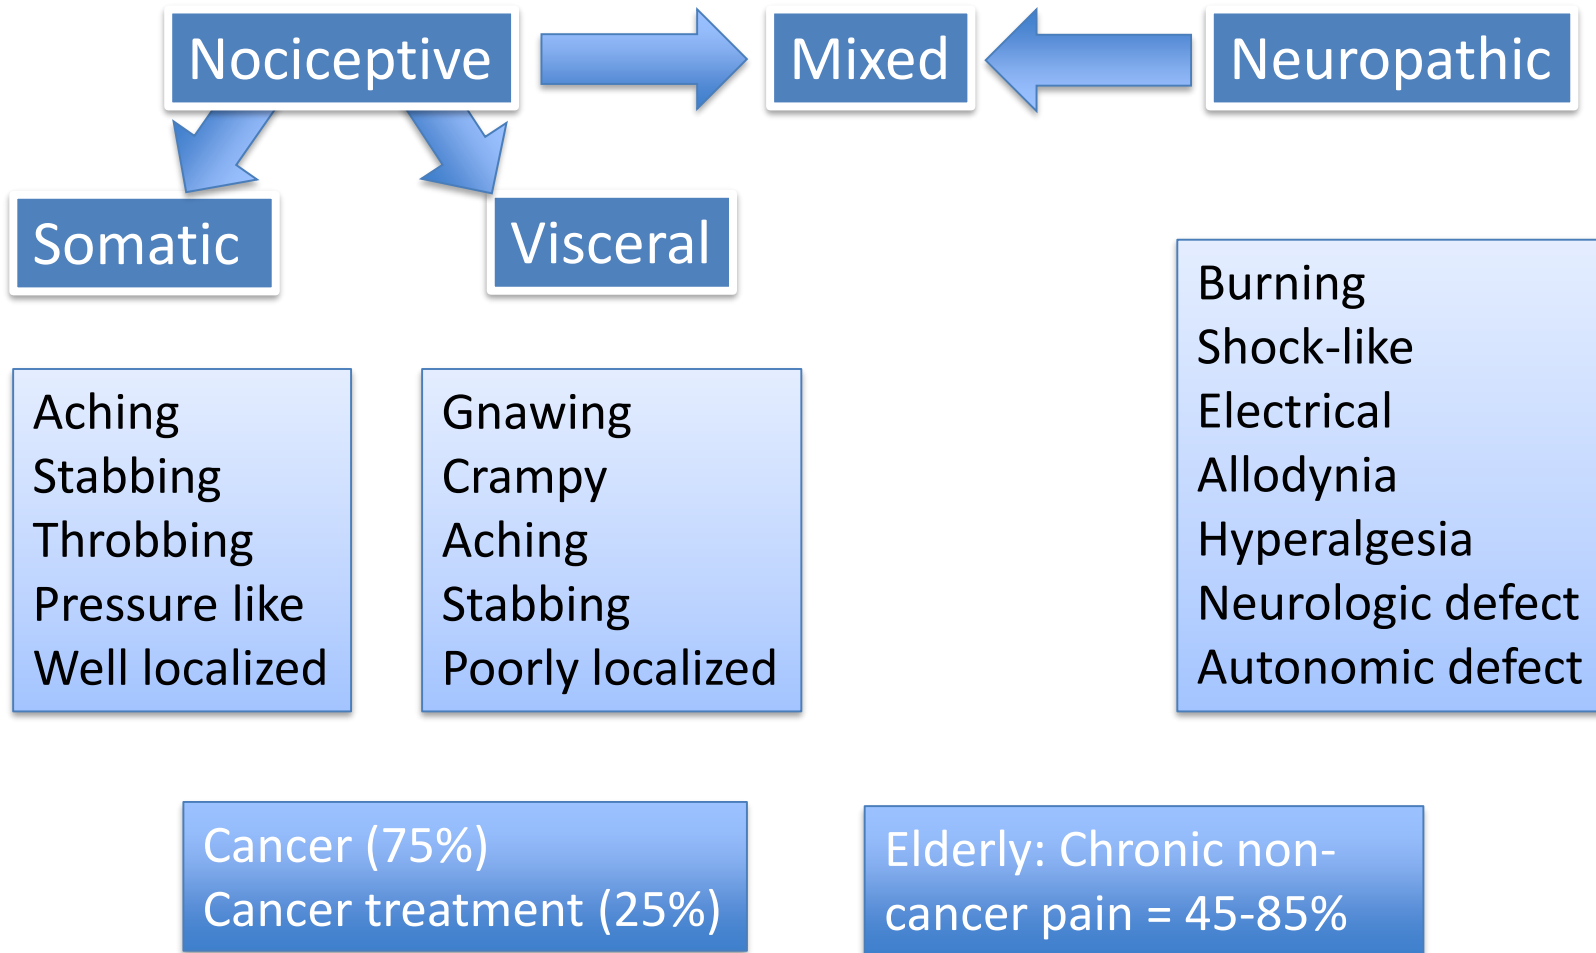 Nociceptive
Mixed
Neuropathic
Somatic
Visceral
Aching
Stabbing
Throbbing
Pressure like
Well localized
Gnawing
Crampy
Aching
Stabbing
Poorly localized
Burning
Shock-like
Electrical
Allodynia
Hyperalgesia
Neurologic defect
Autonomic defect
Cancer (75%)
Cancer treatment (25%)
Elderly: Chronic non-
cancer pain = 45-85%